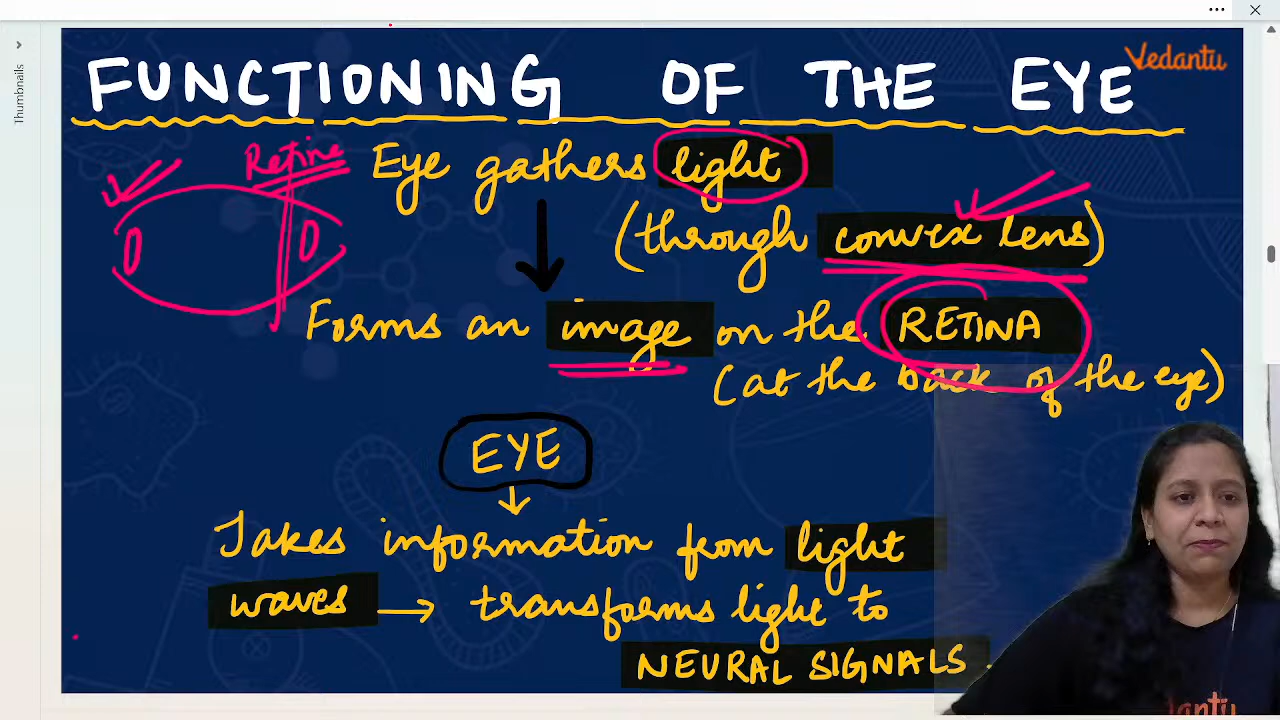 Thumbnails
Vedantu
FUNCTIONING OF THE EYE
Retina
Eye gathers light
(through convex lens)
Forms an image on the RETINA
(at the back of the eye)
EYE
Takes information from light
waves → transforms light to
NEURAL SIGNALS.